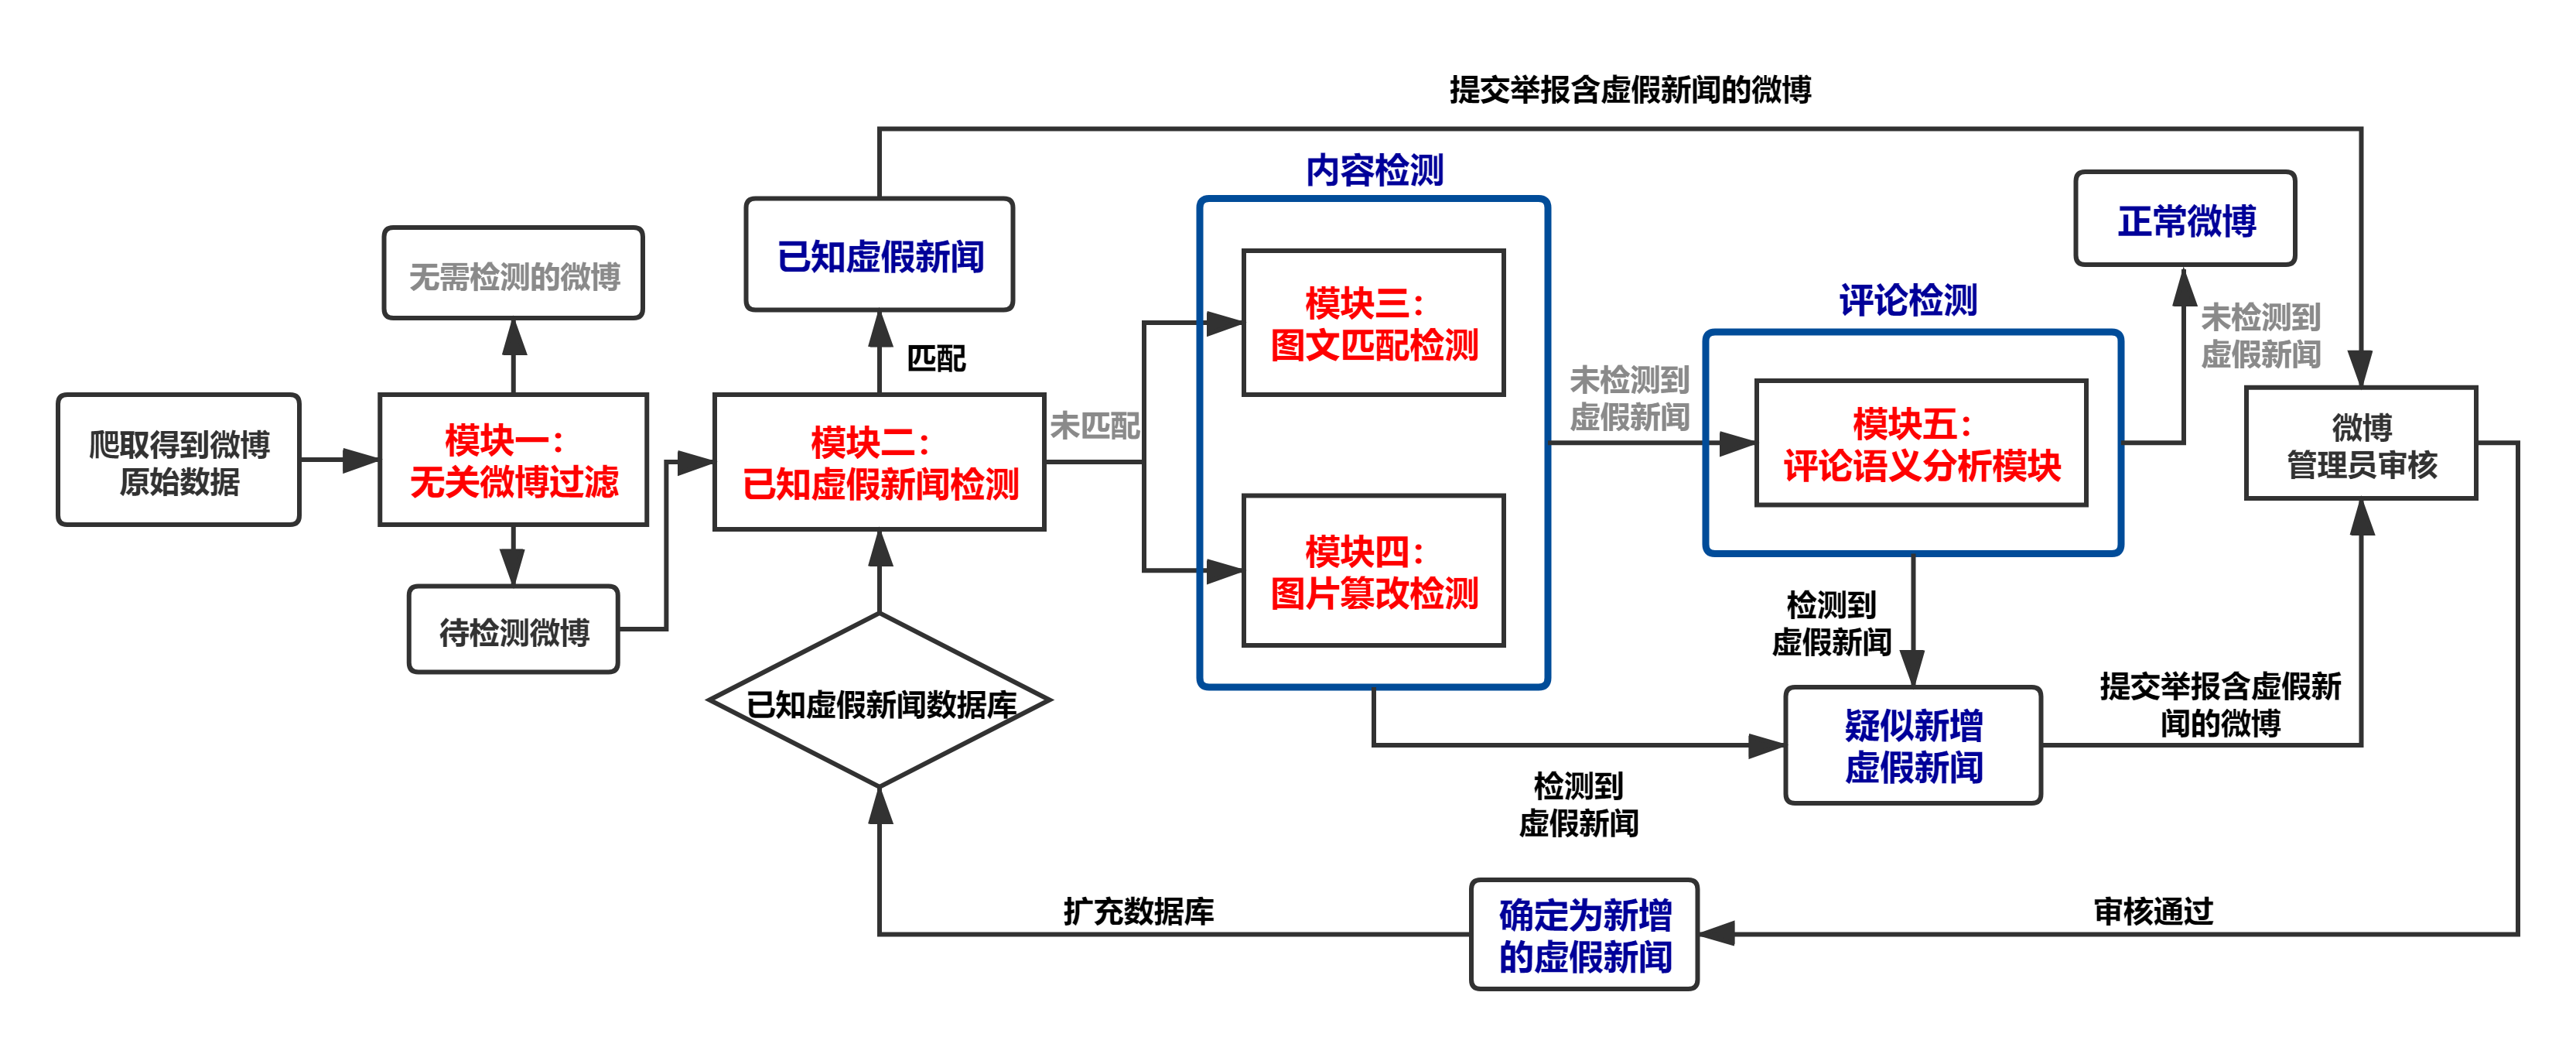 提交举报含虚假新闻的微博
内容检测
正常微博
已知虚假新闻
无需检测的微博
模块三：
图文匹配检测
评论检测
未检测到
虚假新闻
匹配
未检测到
虚假新闻
爬取得到微博
原始数据
模块一：
无关微博过滤
模块二：
已知虚假新闻检测
未匹配
模块五：
评论语义分析模块
微博
管理员审核
模块四：
图片篡改检测
待检测微博
检测到
虚假新闻
已知虚假新闻数据库
疑似新增
虚假新闻
提交举报含虚假新
闻的微博
检测到
虚假新闻
扩充数据库
确定为新增
的虚假新闻
审核通过